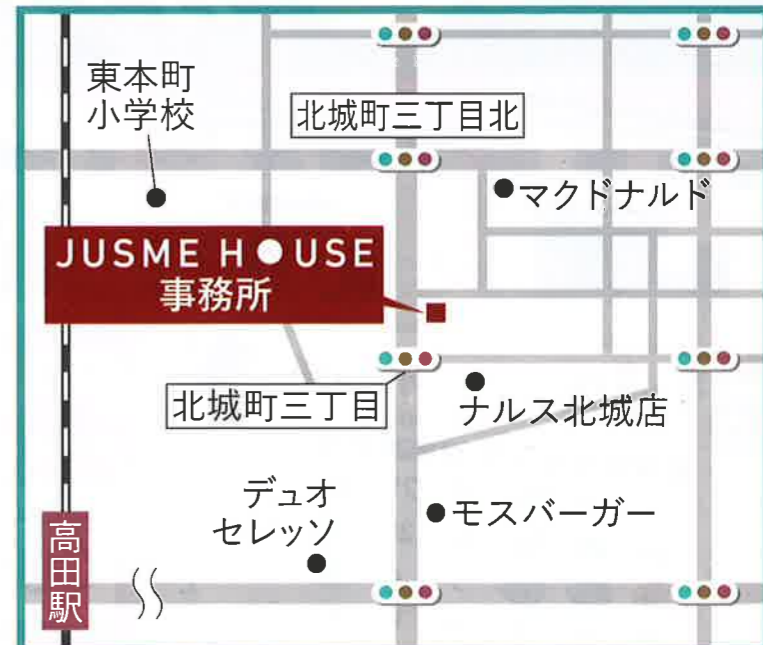 東本町
小学校
北城町三丁目北
マクドナルド
JUSME H●USE
事務所
北城町三丁目
ナルス北城店
デュオ
セレッソ
モスバーガー
高田駅